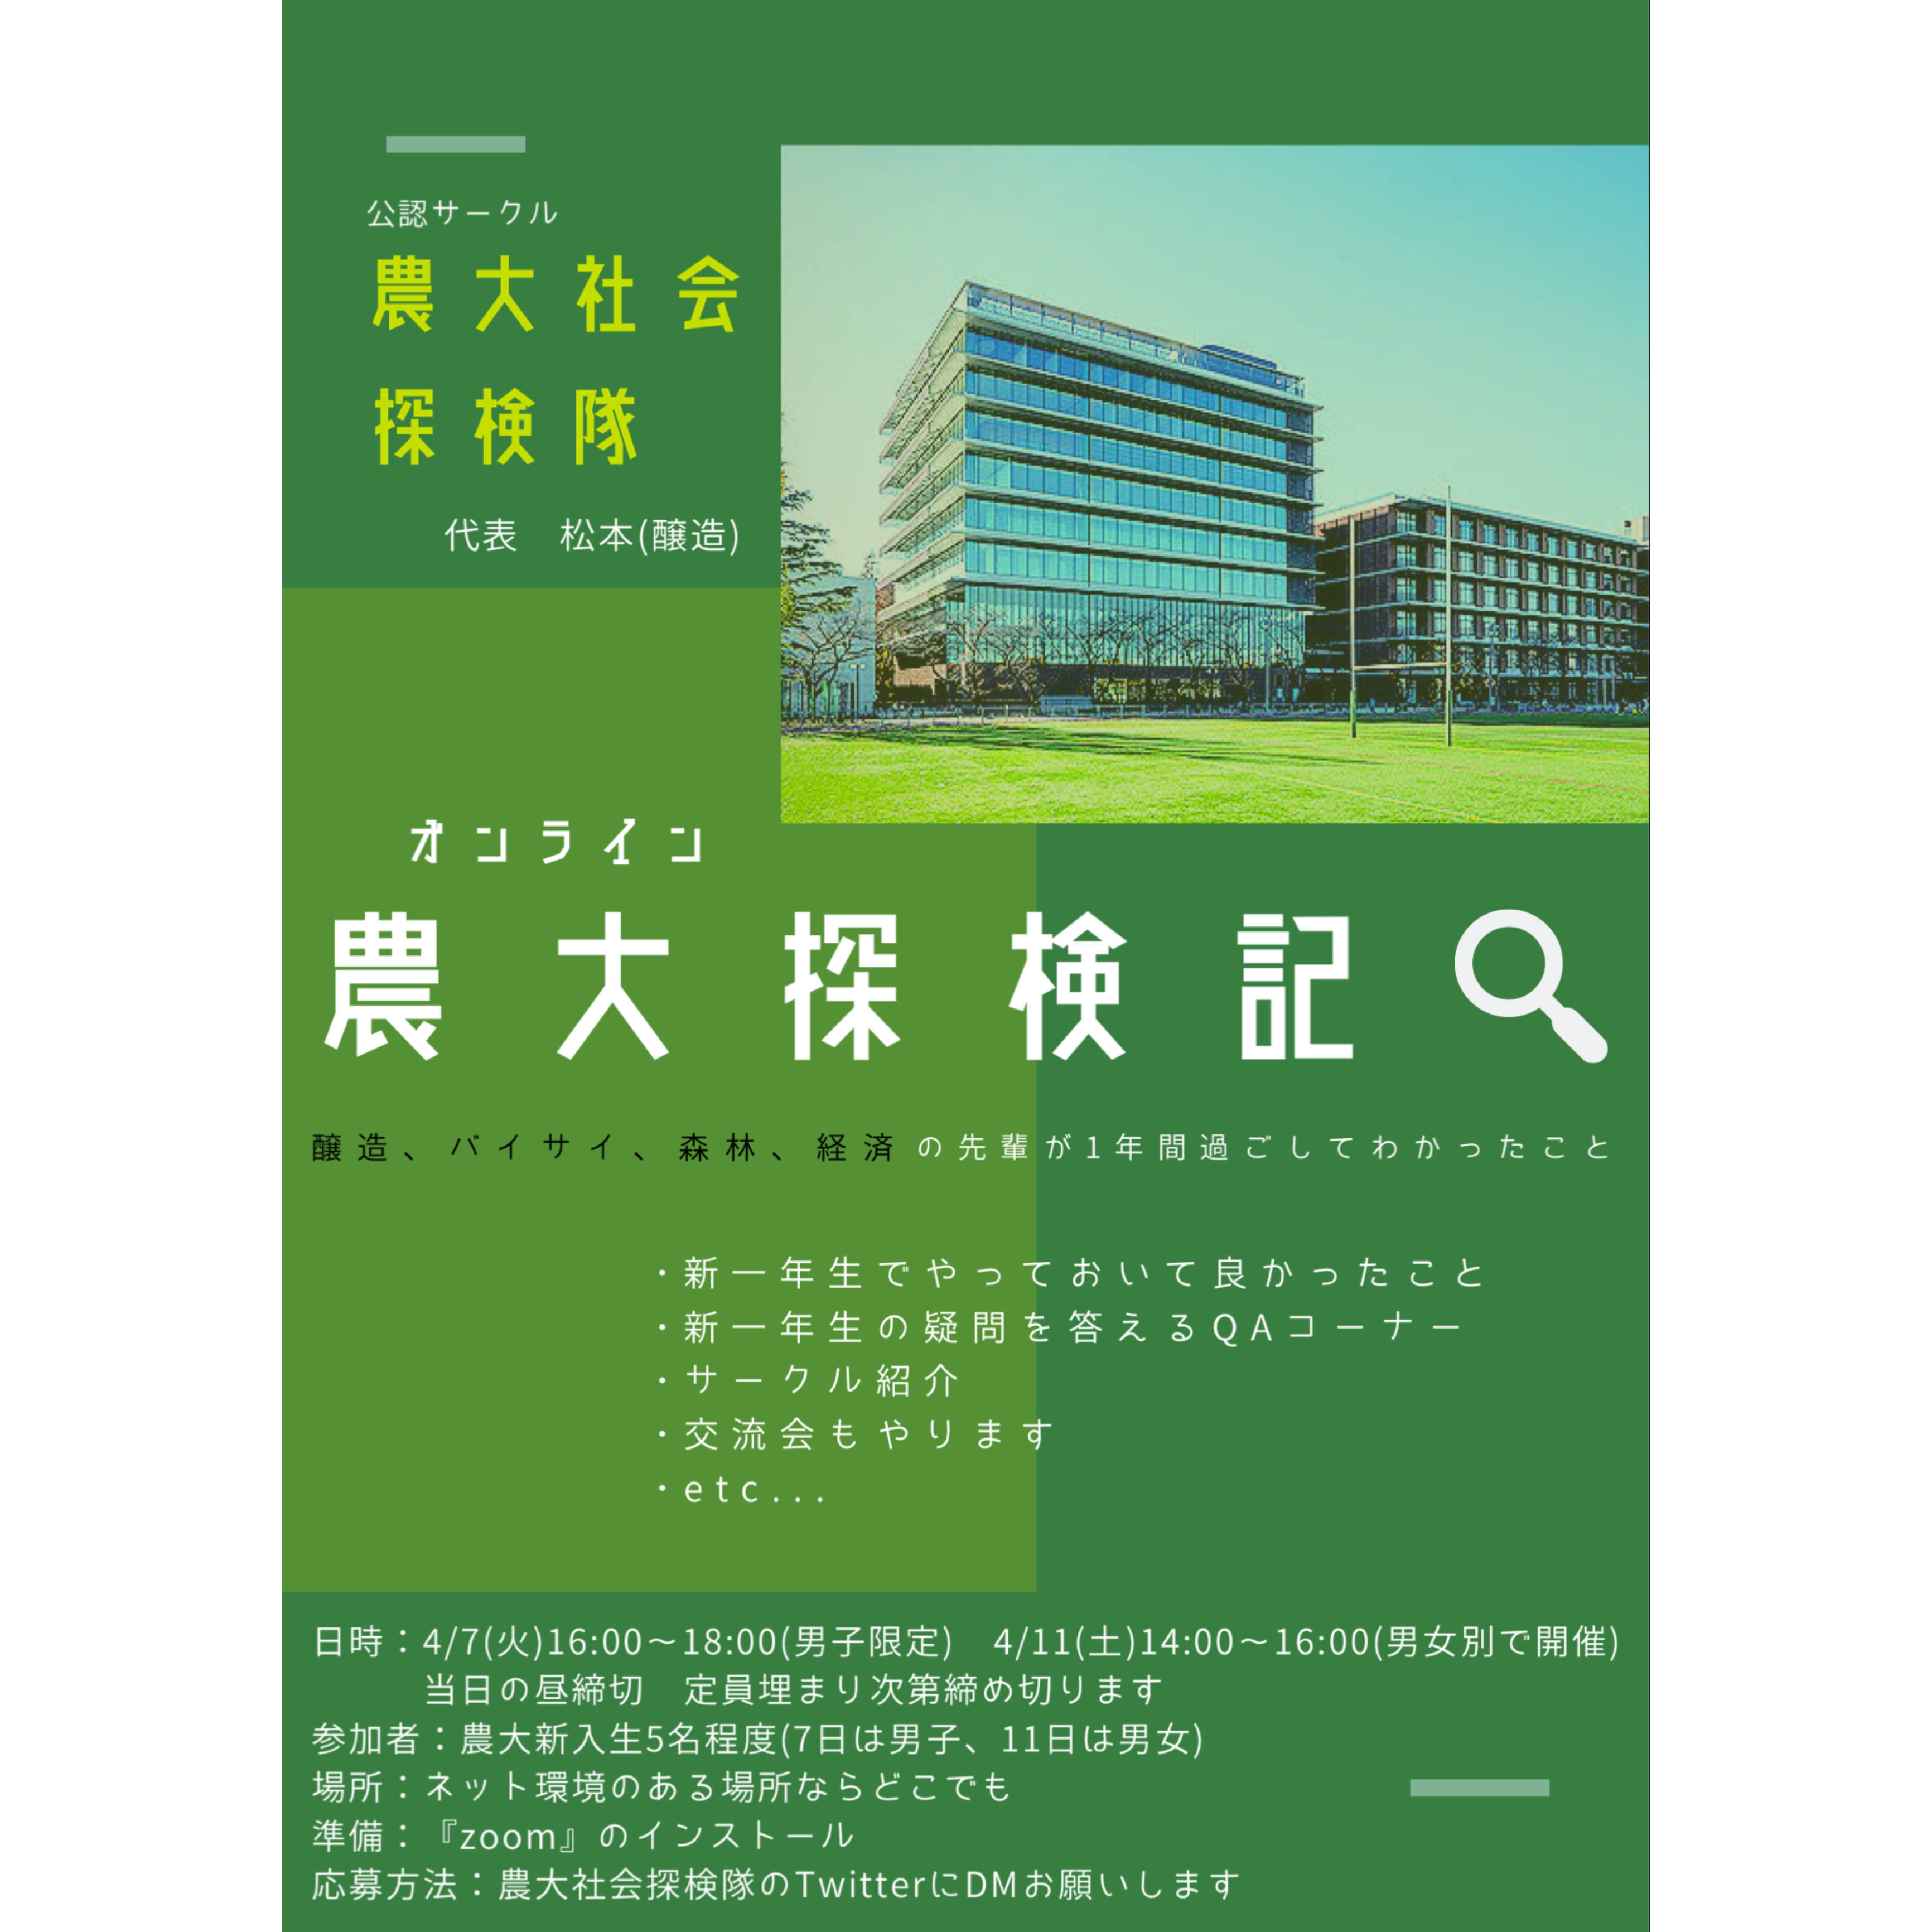 公認サークル
農大社会
探検隊
代表　松本(醸造)
オンライン
農大探検記
醸造、バイサイ、森林、経済の先輩が1年間過ごしてわかったこと
・新一年生でやっておいて良かったこと
・新一年生の疑問を答えるQAコーナー
・サークル紹介
・交流会もやります
・etc...
日時：4/7(火)16:00〜18:00(男子限定)　4/11(土)14:00〜16:00(男女別で開催)
当日の昼締切　定員埋まり次第締め切ります
参加者：農大新入生5名程度(7日は男子、11日は男女)
場所：ネット環境のある場所ならどこでも
準備：『zoom』のインストール
応募方法：農大社会探検隊のTwitterにDMお願いします